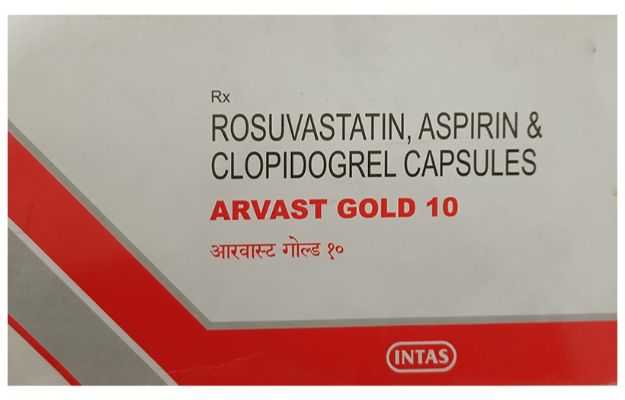 Rx
ROSUVASTATIN, ASPIRIN &
CLOPIDOGREL CAPSULES
ARVAST GOLD 10
आरवास्ट गोल्ड १०
INTAS